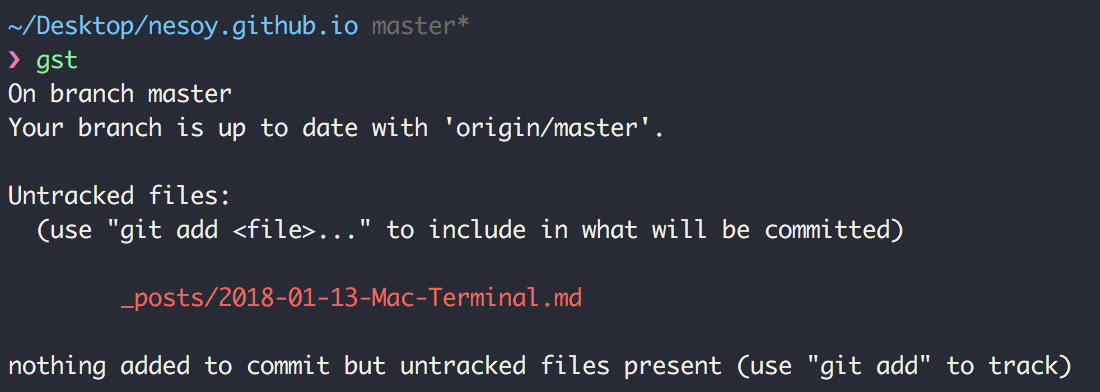 ~/Desktop/nesoy.github.io master*
❯ gst
On branch master
Your branch is up to date with 'origin/master'.
Untracked files:
(use "git add <file>..." to include in what will be committed)
_posts/2018-01-13-Mac-Terminal.md
nothing added to commit but untracked files present (use "git add" to track)